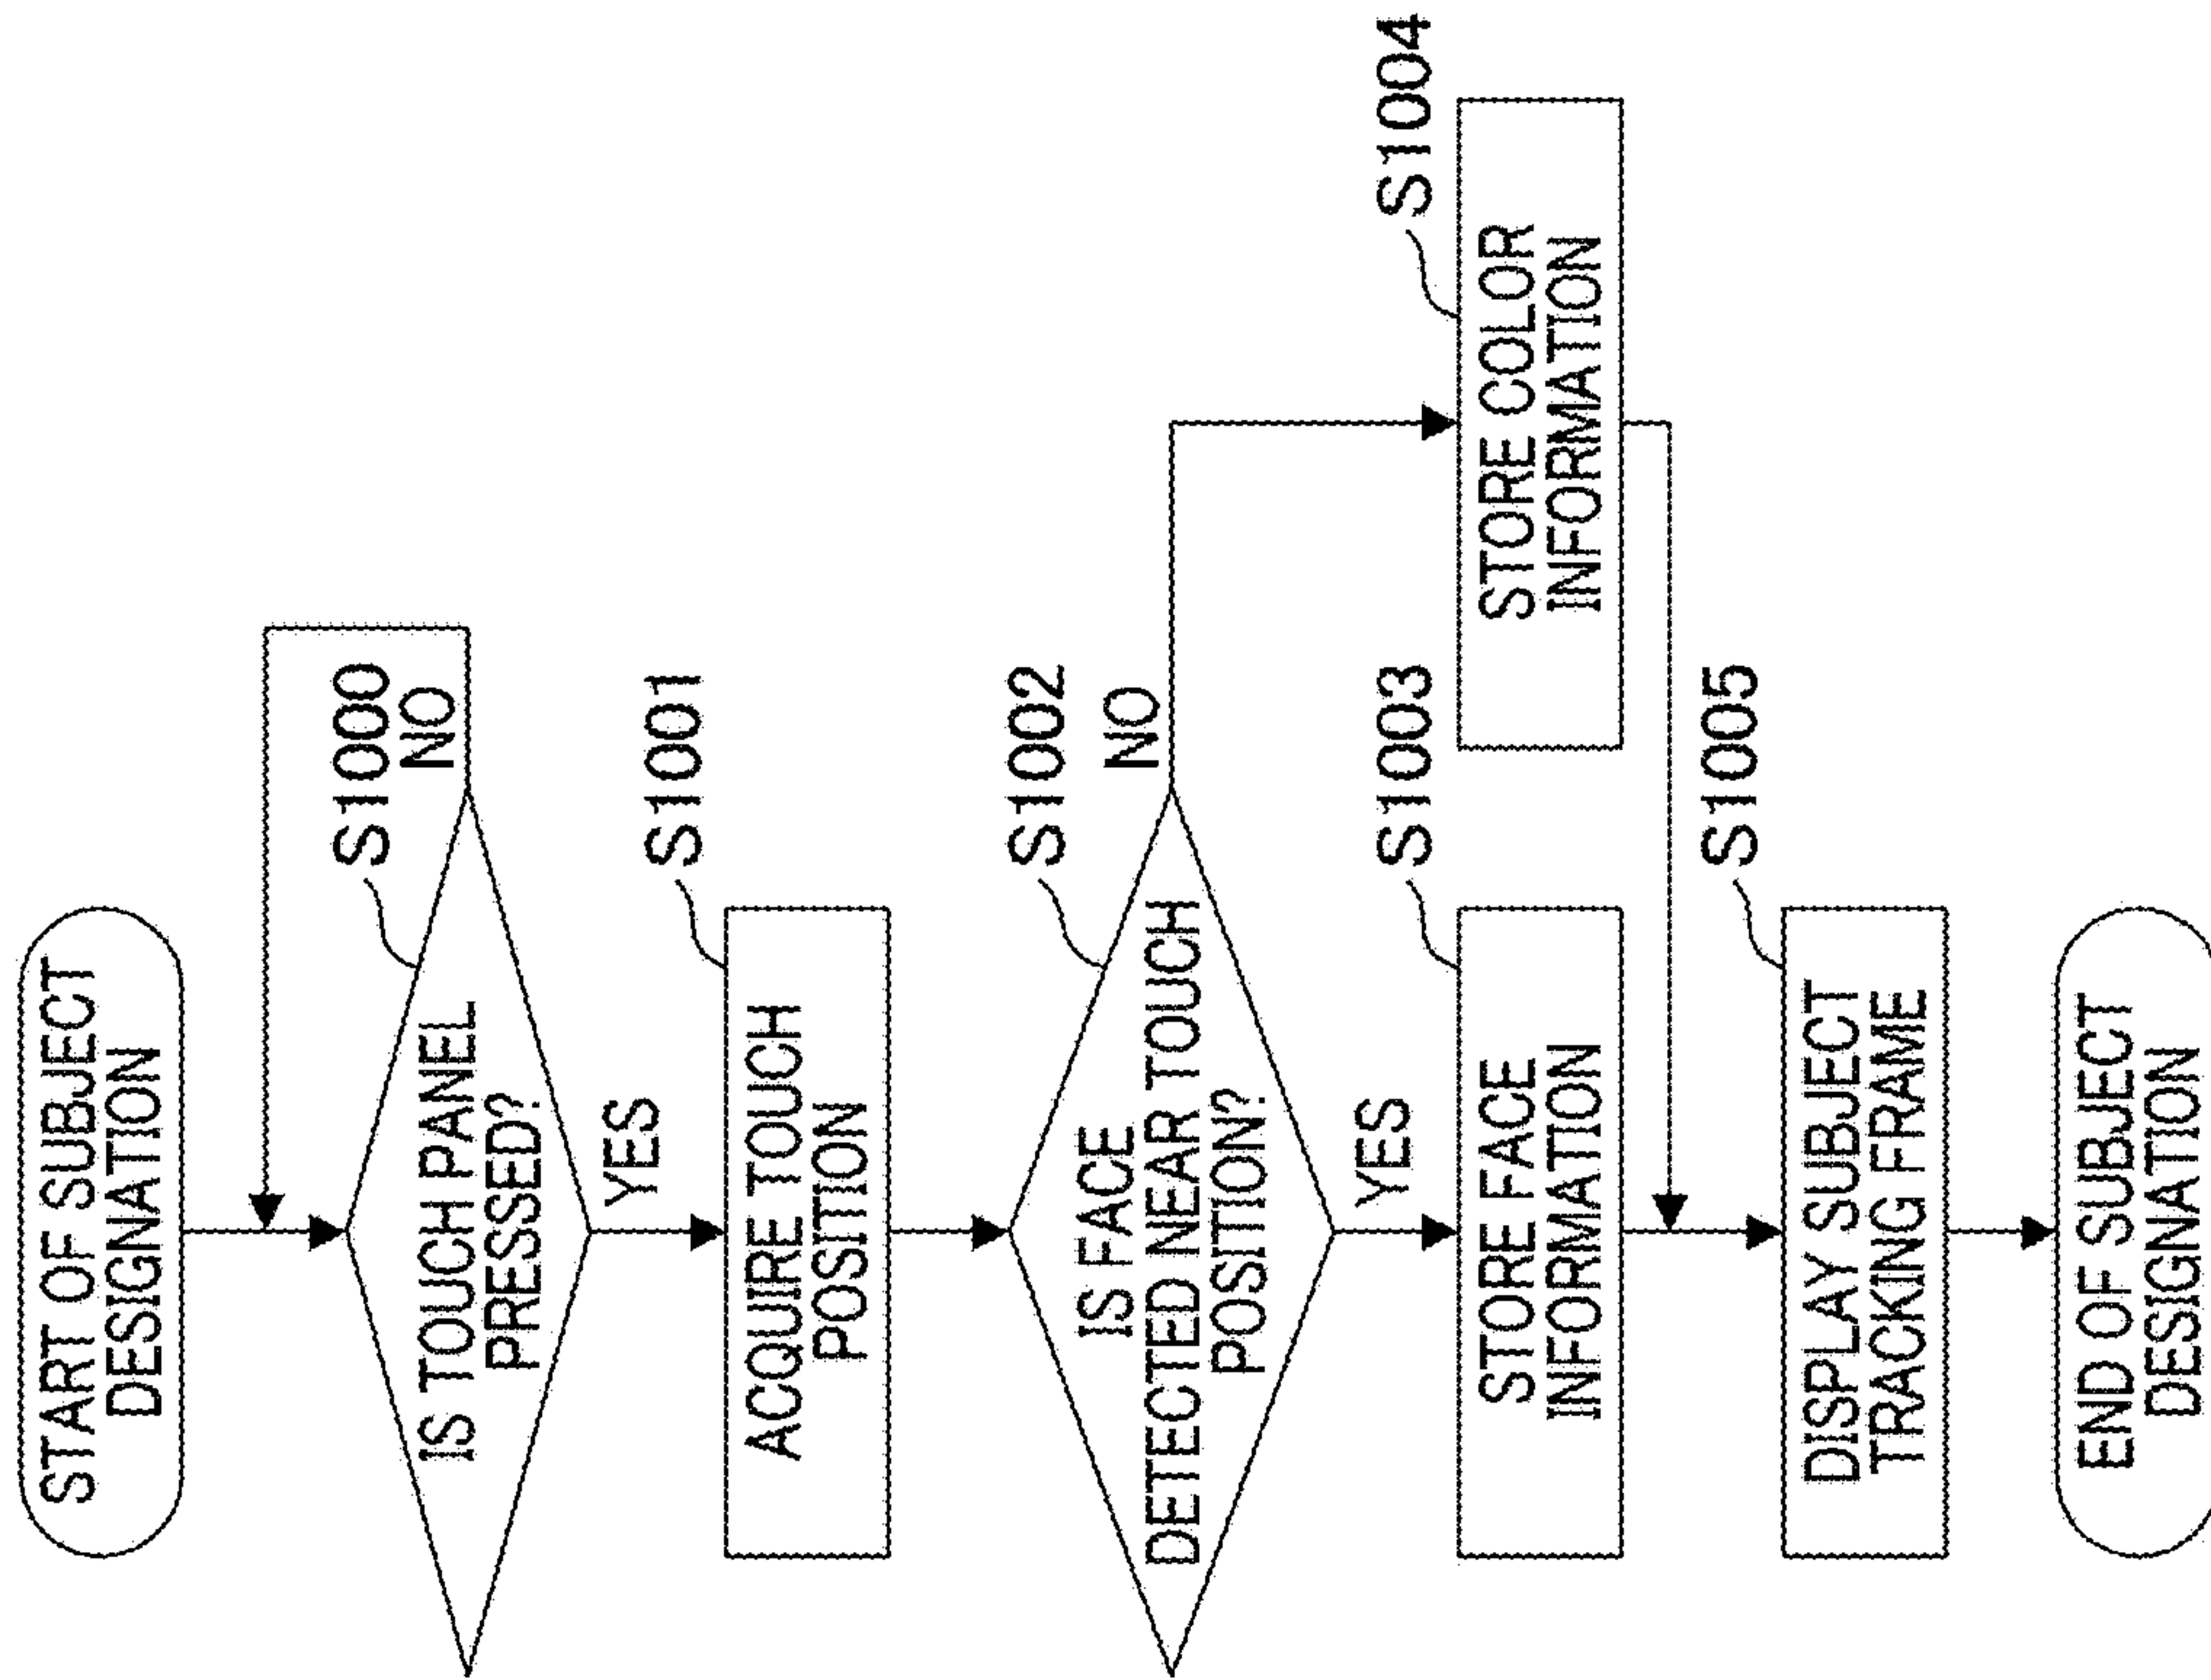 START OF SUBJECT
DESIGNATION
S1000
NO
IS TOUCH PANEL
PRESSED?
YES
S1001
ACQUIRE TOUCH
POSITION
S1002
NO
IS FACE
DETECTED NEAR TOUCH
POSITION?
YES
S1003
STORE FACE
INFORMATION
S1004
STORE COLOR
INFORMATION
S1005
DISPLAY SUBJECT
TRACKING FRAME
END OF SUBJECT
DESIGNATION